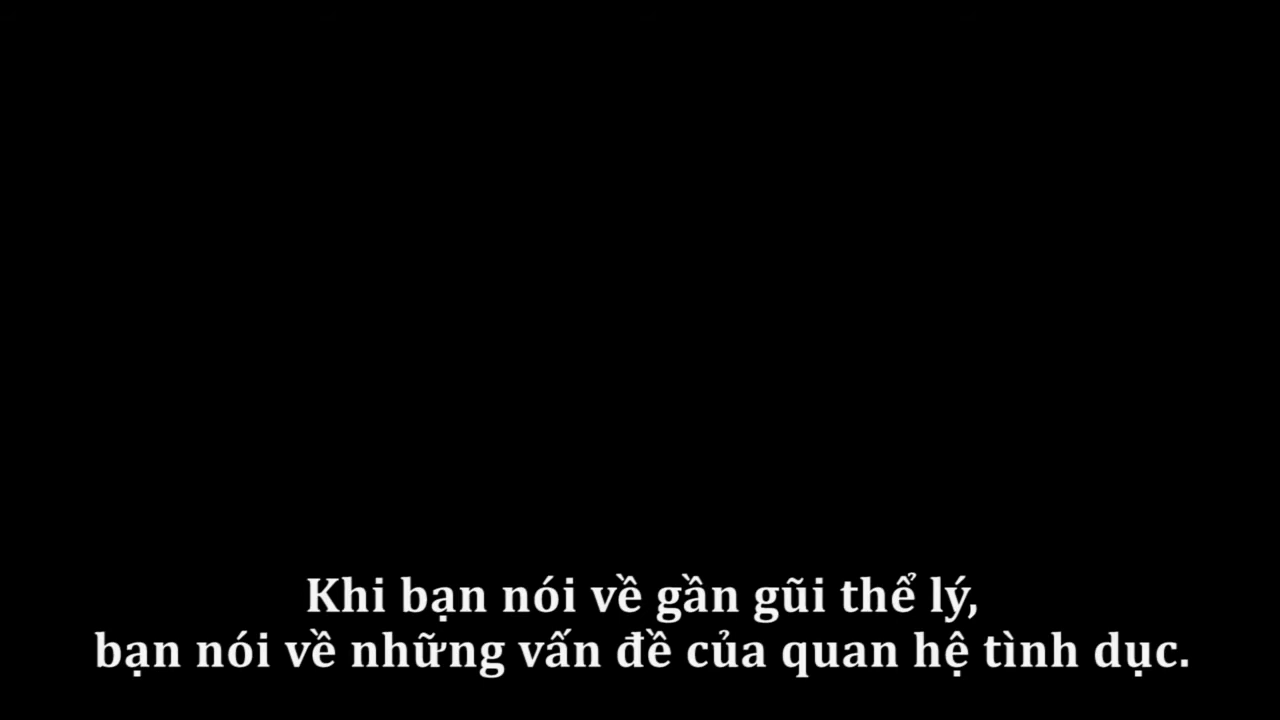 Khi bạn nói về gần gũi thể lý,
bạn nói về những vấn đề của quan hệ tình dục.